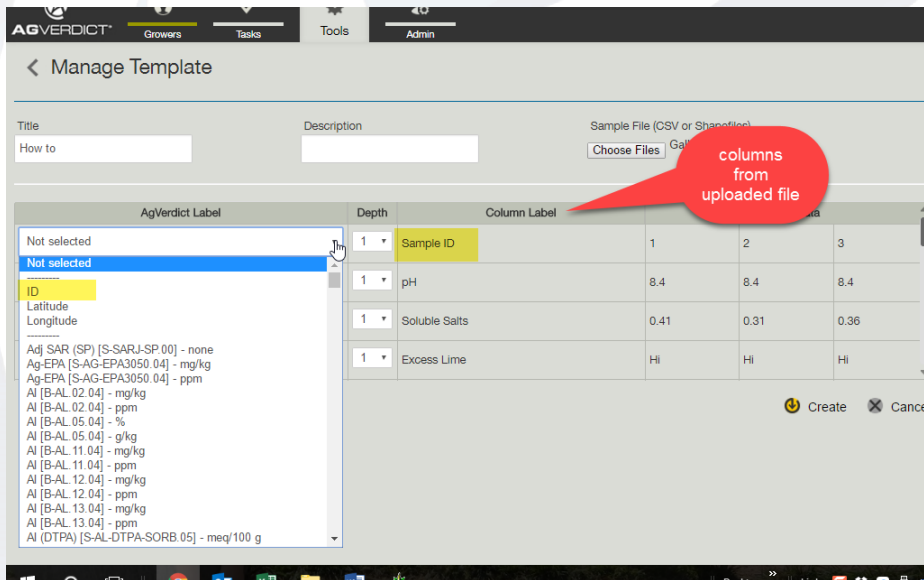 AGVERDICT
Growers
Tasks
Tools
Admin
Manage Template
Title
Description
Sample File (CSV or Shapefiles)
How to
Choose Files
columns
from
uploaded file
AgVerdict Label Depth Column Label
Not selected 1 Sample ID 1 2 3
Not selected
---------
ID
Latitude
Longitude
---------
1 pH 8.4 8.4 8.4
1 Soluble Salts 0.41 0.31 0.36
1 Excess Lime Hi Hi Hi
Adj SAR (SP) [S-SARJ-SP.00] - none
Ag-EPA [S-AG-EPA3050.04] - mg/kg
Ag-EPA [S-AG-EPA3050.04] - ppm
Al [B-AL.02.04] - mg/kg
Al [B-AL.02.04] - ppm
Al [B-AL.05.04] - %
Al [B-AL.05.04] - g/kg
Al [B-AL.11.04] - mg/kg
Al [B-AL.11.04] - ppm
Al [B-AL.12.04] - mg/kg
Al [B-AL.12.04] - ppm
Al [B-AL.13.04] - mg/kg
Al [B-AL.13.04] - ppm
Al (DTPA) [S-AL-DTPA-SORB.05] - meq/100 g
Create
Cance